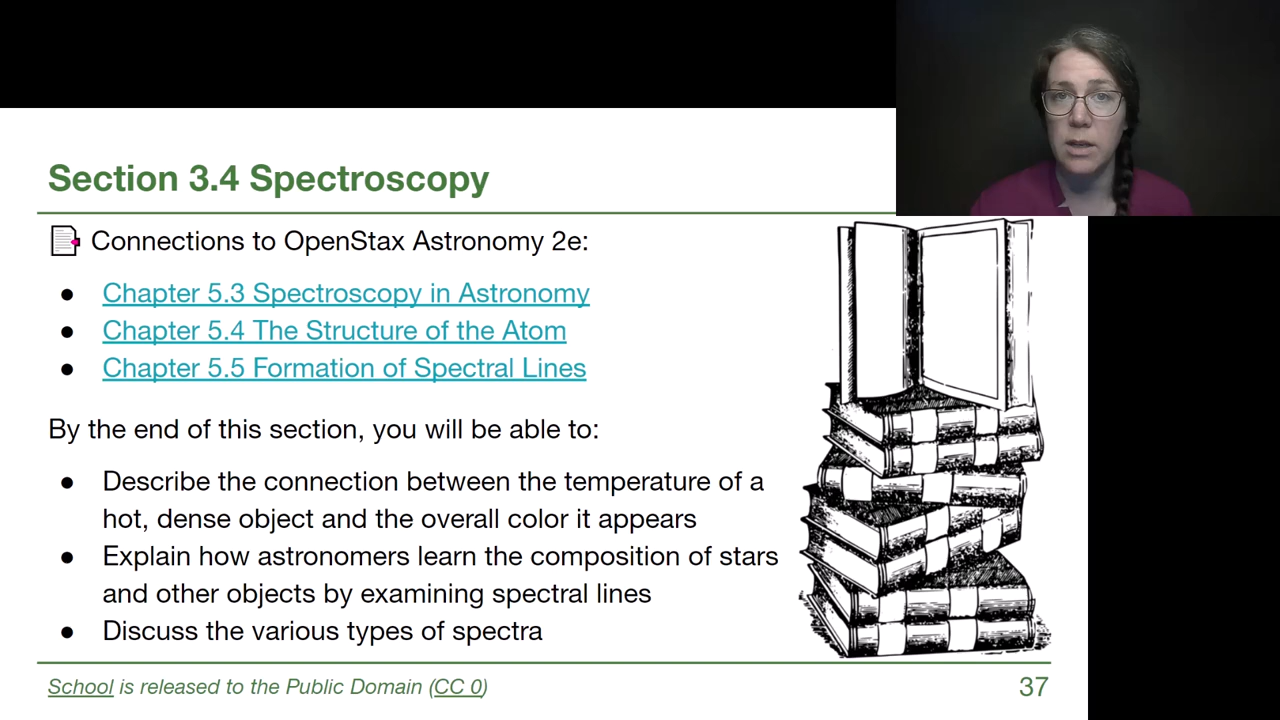 Section 3.4 Spectroscopy
Connections to OpenStax Astronomy 2e:
● Chapter 5.3 Spectroscopy in Astronomy
● Chapter 5.4 The Structure of the Atom
● Chapter 5.5 Formation of Spectral Lines
By the end of this section, you will be able to:
● Describe the connection between the temperature of a
hot, dense object and the overall color it appears
● Explain how astronomers learn the composition of stars
and other objects by examining spectral lines
● Discuss the various types of spectra
School is released to the Public Domain (CC 0)
37